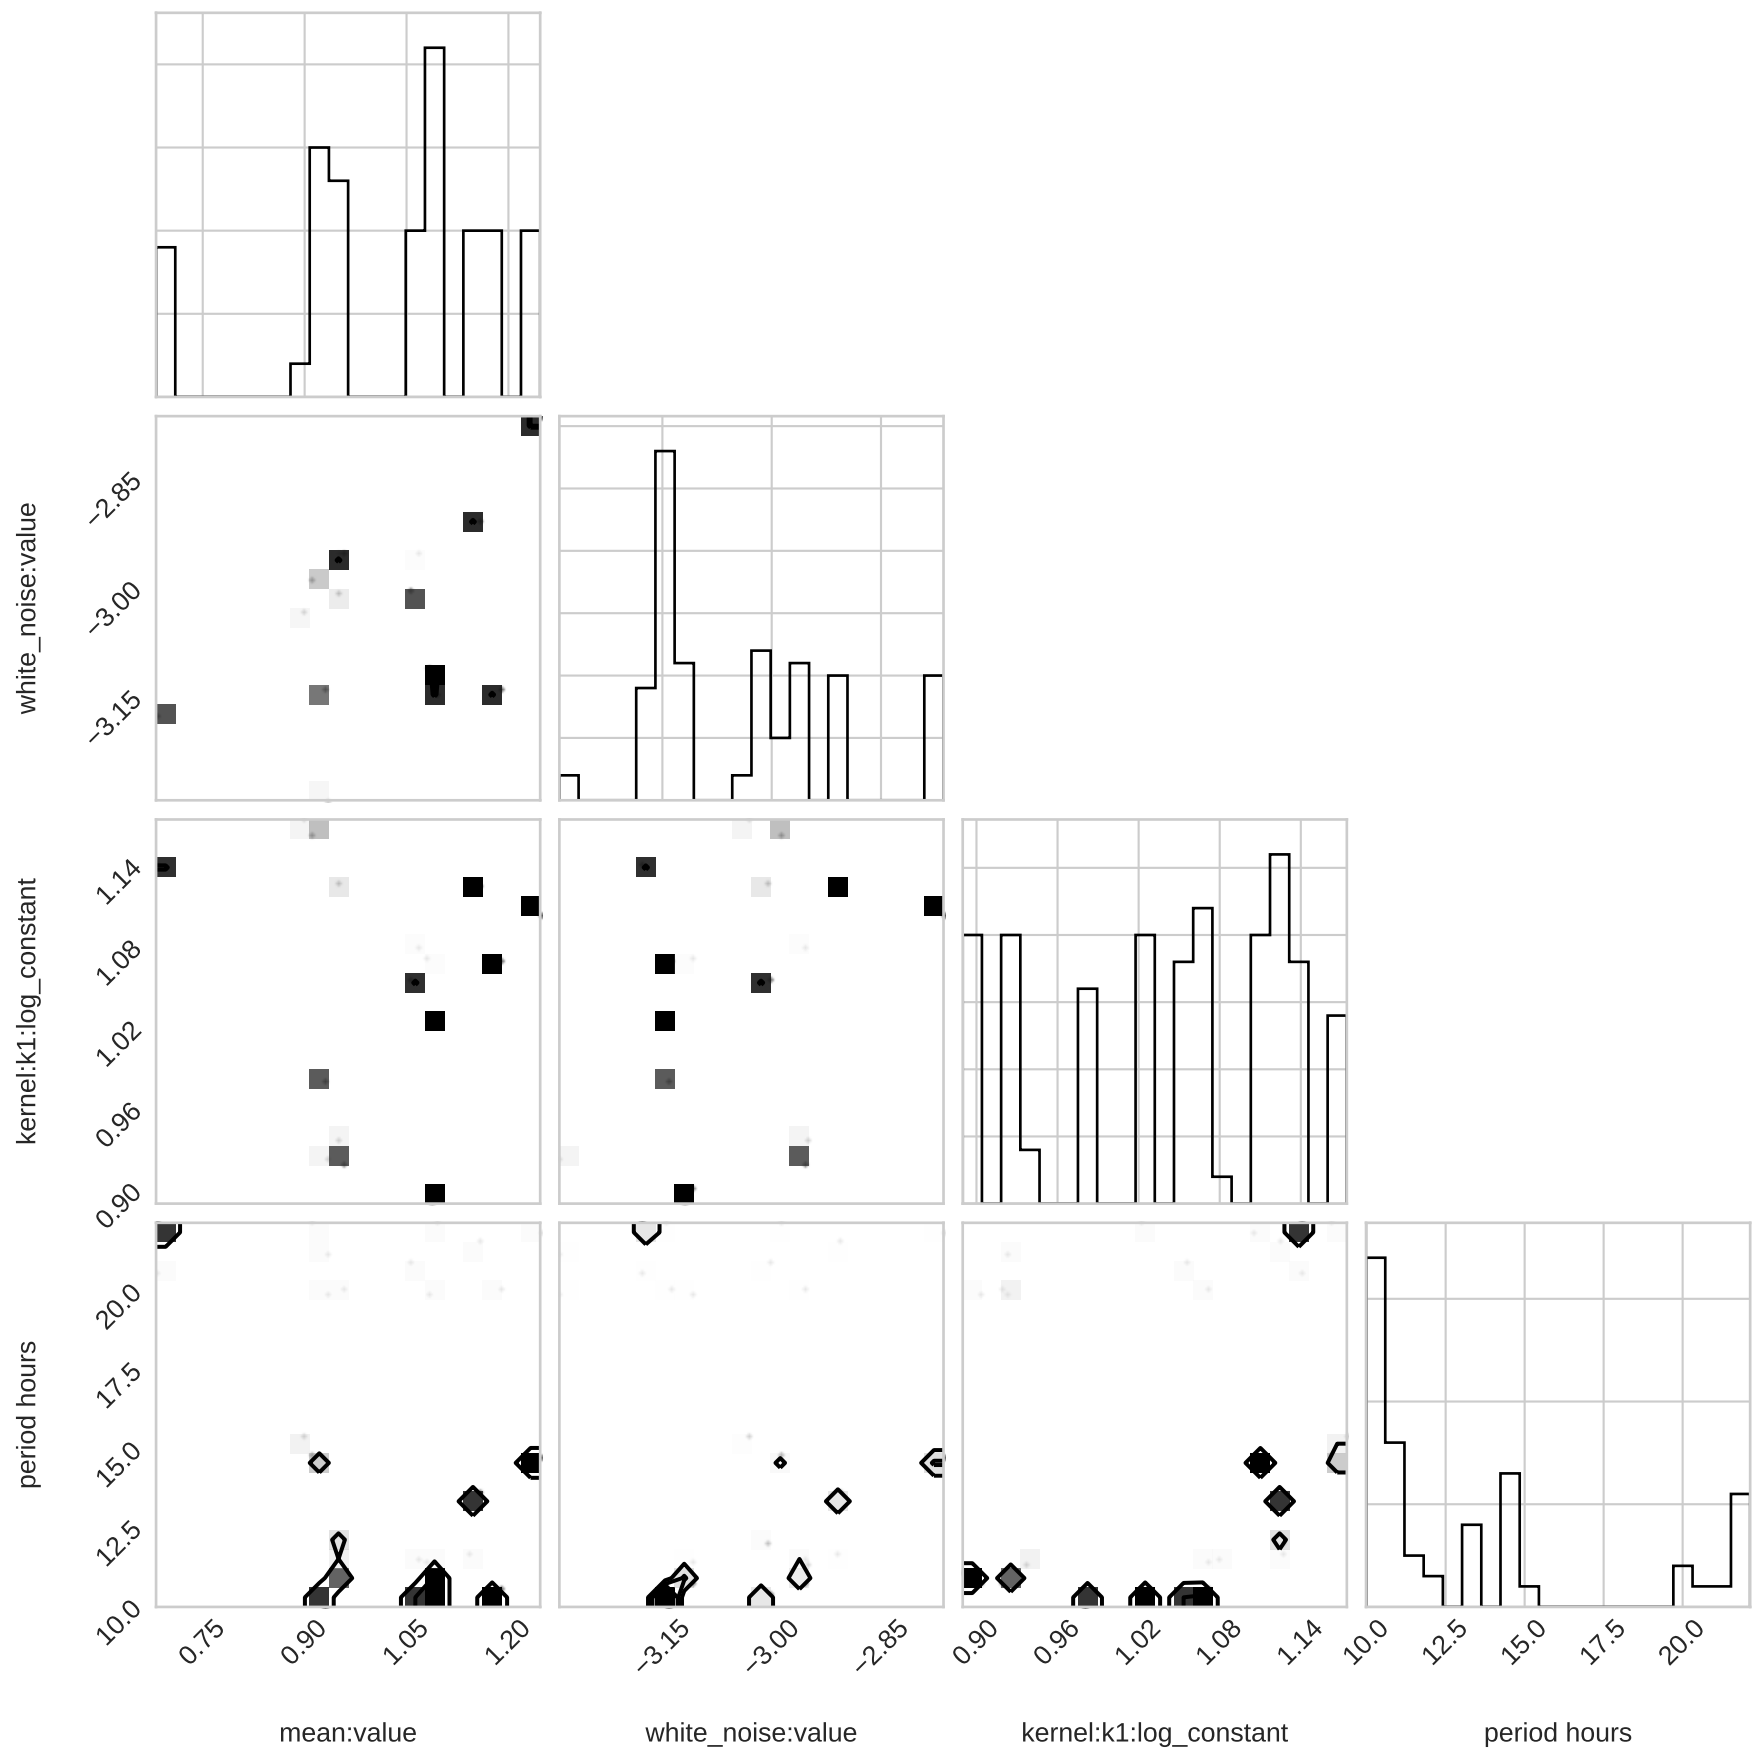 white_noise:value
−2.85
−3.00
−3.15
kernel:k1:log_constant
1.14
1.08
1.02
0.96
0.90
period hours
20.0
17.5
15.0
12.5
10.0
0.75 0.90 1.05 1.20 −3.15 −3.00 −2.85 0.90 0.96 1.02 1.08 1.14 10.0 12.5 15.0 17.5 20.0
mean:value white_noise:value kernel:k1:log_constant period hours